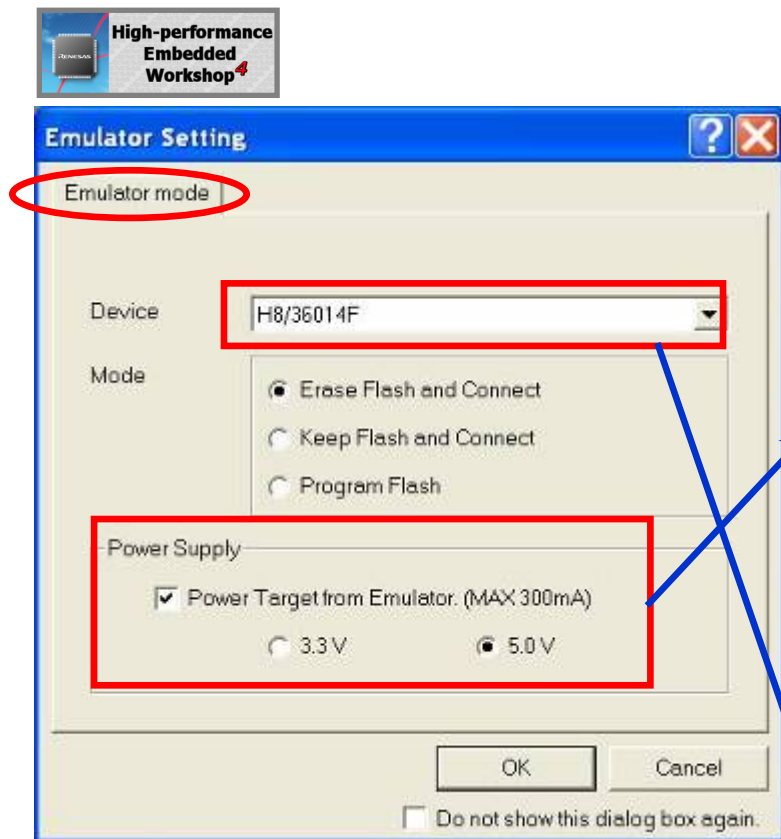 RENESAS
High-performance
Embedded
Workshop4
Emulator Setting
Emulator mode
Device
H8/36014F
Mode
Erase Flash and Connect
Keep Flash and Connect
Program Flash
Power Supply
Power Target from Emulator. (MAX 300mA)
3.3 V
5.0 V
OK
Cancel
Do not show this dialog box again.